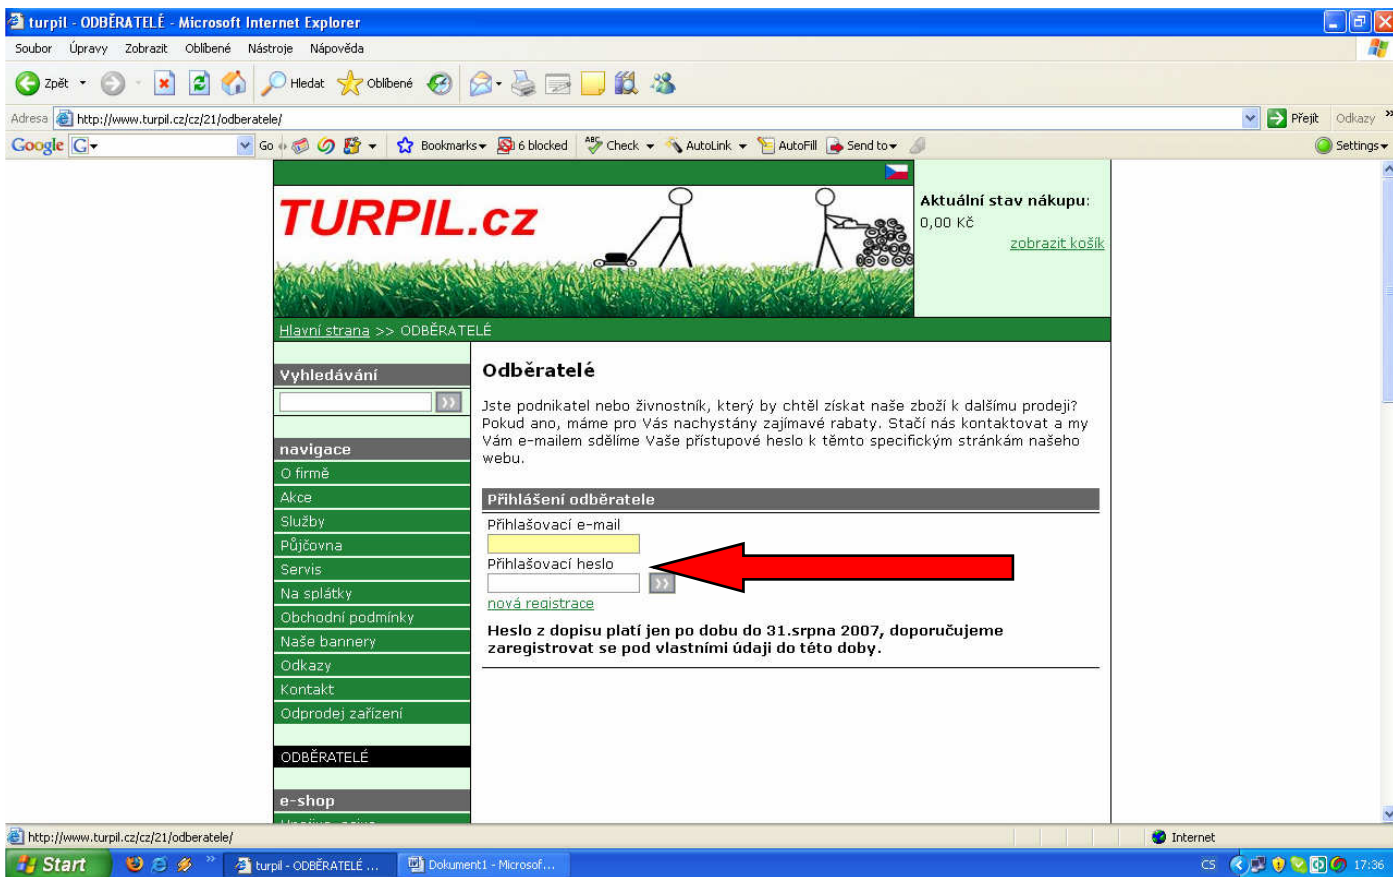 turpil - ODBĚRATELÉ - Microsoft Internet Explorer
Soubor Úpravy Zobrazit Oblíbené Nástroje Nápověda
Zpět Hledat Oblíbené
Adresa http://www.turpil.cz/cz/21/odberatele/ Přejít Odkazy »
Google G Go Bookmarks 6 blocked ABC Check AutoLink AutoFill Send to Settings
TURPIL.cz
Aktuální stav nákupu:
0,00 Kč
zobrazit košík
Hlavní strana >> ODBĚRATELÉ
Vyhledávání
navigace
O firmě
Akce
Služby
Půjčovna
Servis
Na splátky
Obchodní podmínky
Naše bannery
Odkazy
Kontakt
Odprodej zařízení
ODBĚRATELÉ
e-shop
Odběratelé
Jste podnikatel nebo živnostník, který by chtěl získat naše zboží k dalšímu prodeji?
Pokud ano, máme pro Vás nachystány zajímavé rabaty. Stačí nás kontaktovat a my
Vám e-mailem sdělíme Vaše přístupové heslo k těmto specifickým stránkám našeho
webu.
Přihlášení odběratele
Přihlašovací e-mail
Přihlašovací heslo
nová registrace
Heslo z dopisu platí jen po dobu do 31.srpna 2007, doporučujeme
zaregistrovat se pod vlastními údaji do této doby.
http://www.turpil.cz/cz/21/odberatele/ Internet
Start » turpil - ODBĚRATELÉ ... Dokument1 - Microsof... CS 17:36